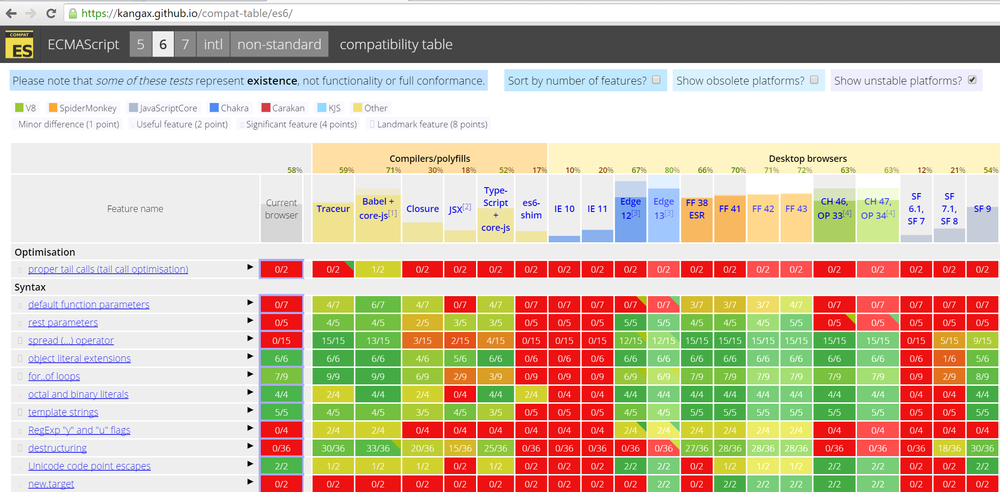 https://kangax.github.io/compat-table/es6/
COMPAT
ES
ECMAScript 5 6 7 intl non-standard compatibility table
Please note that some of these tests represent existence, not functionality or full conformance. Sort by number of features? Show obsolete platforms? Show unstable platforms?
V8 SpiderMonkey JavaScriptCore Chakra Carakan KJS Other
Minor difference (1 point) Useful feature (2 point) Significant feature (4 points) Landmark feature (8 points)
Compilers/polyfills Desktop browsers
58% 59% 71% 30% 18% 52% 17% 10% 20% 67% 80% 66% 70% 71% 72% 63% 63% 12% 21% 54%
Feature name Current browser Traceur Babel + core-js[1] Closure JSX[2] Type-Script + core-js es6-shim IE 10 IE 11 Edge 12[3] Edge 13[3] FF 38 ESR FF 41 FF 42 FF 43 CH 46, OP 33[4] CH 47, OP 34[4] SF 6.1, SF 7 SF 7.1, SF 8 SF 9
Optimisation
proper tail calls (tail call optimisation) 0/2 0/2 1/2 0/2 0/2 0/2 0/2 0/2 0/2 0/2 0/2 0/2 0/2 0/2 0/2 0/2 0/2 0/2 0/2 0/2
Syntax
default function parameters 0/7 4/7 6/7 4/7 0/7 4/7 0/7 0/7 0/7 0/7 0/7 3/7 3/7 3/7 4/7 0/7 0/7 0/7 0/7 0/7
rest parameters 0/5 4/5 4/5 2/5 3/5 3/5 0/5 0/5 0/5 5/5 5/5 4/5 4/5 4/5 5/5 0/5 0/5 0/5 0/5 0/5
spread (...) operator 0/15 15/15 13/15 3/15 2/15 4/15 0/15 0/15 0/15 12/15 12/15 15/15 15/15 15/15 15/15 15/15 15/15 0/15 5/15 9/15
object literal extensions 6/6 6/6 6/6 4/6 5/6 6/6 0/6 0/6 0/6 6/6 6/6 6/6 6/6 6/6 6/6 6/6 6/6 0/6 1/6 5/6
for..of loops 7/9 9/9 9/9 6/9 2/9 3/9 0/9 0/9 0/9 6/9 6/9 7/9 7/9 7/9 7/9 7/9 7/9 0/9 2/9 8/9
octal and binary literals 4/4 2/4 4/4 2/4 0/4 4/4 2/4 0/4 0/4 4/4 4/4 4/4 4/4 4/4 4/4 4/4 4/4 0/4 0/4 4/4
template strings 5/5 4/5 4/5 3/5 4/5 3/5 0/5 0/5 0/5 4/5 4/5 5/5 5/5 5/5 5/5 5/5 5/5 0/5 0/5 5/5
RegExp "y" and "u" flags 0/4 2/4 2/4 0/4 0/4 0/4 0/4 0/4 0/4 2/4 2/4 2/4 2/4 2/4 2/4 0/4 0/4 0/4 0/4 0/4
destructuring 0/36 30/36 33/36 20/36 15/36 25/36 0/36 0/36 0/36 0/36 0/36 27/36 28/36 28/36 28/36 0/36 0/36 0/36 18/36 30/36
Unicode code point escapes 2/2 1/2 1/2 1/2 0/2 1/2 0/2 0/2 0/2 2/2 2/2 0/2 1/2 1/2 1/2 2/2 2/2 0/2 0/2 2/2
new.target 0/2 0/2 0/2 0/2 0/2 0/2 0/2 0/2 0/2 0/2 2/2 0/2 2/2 2/2 2/2 2/2 2/2 0/2 0/2 0/2